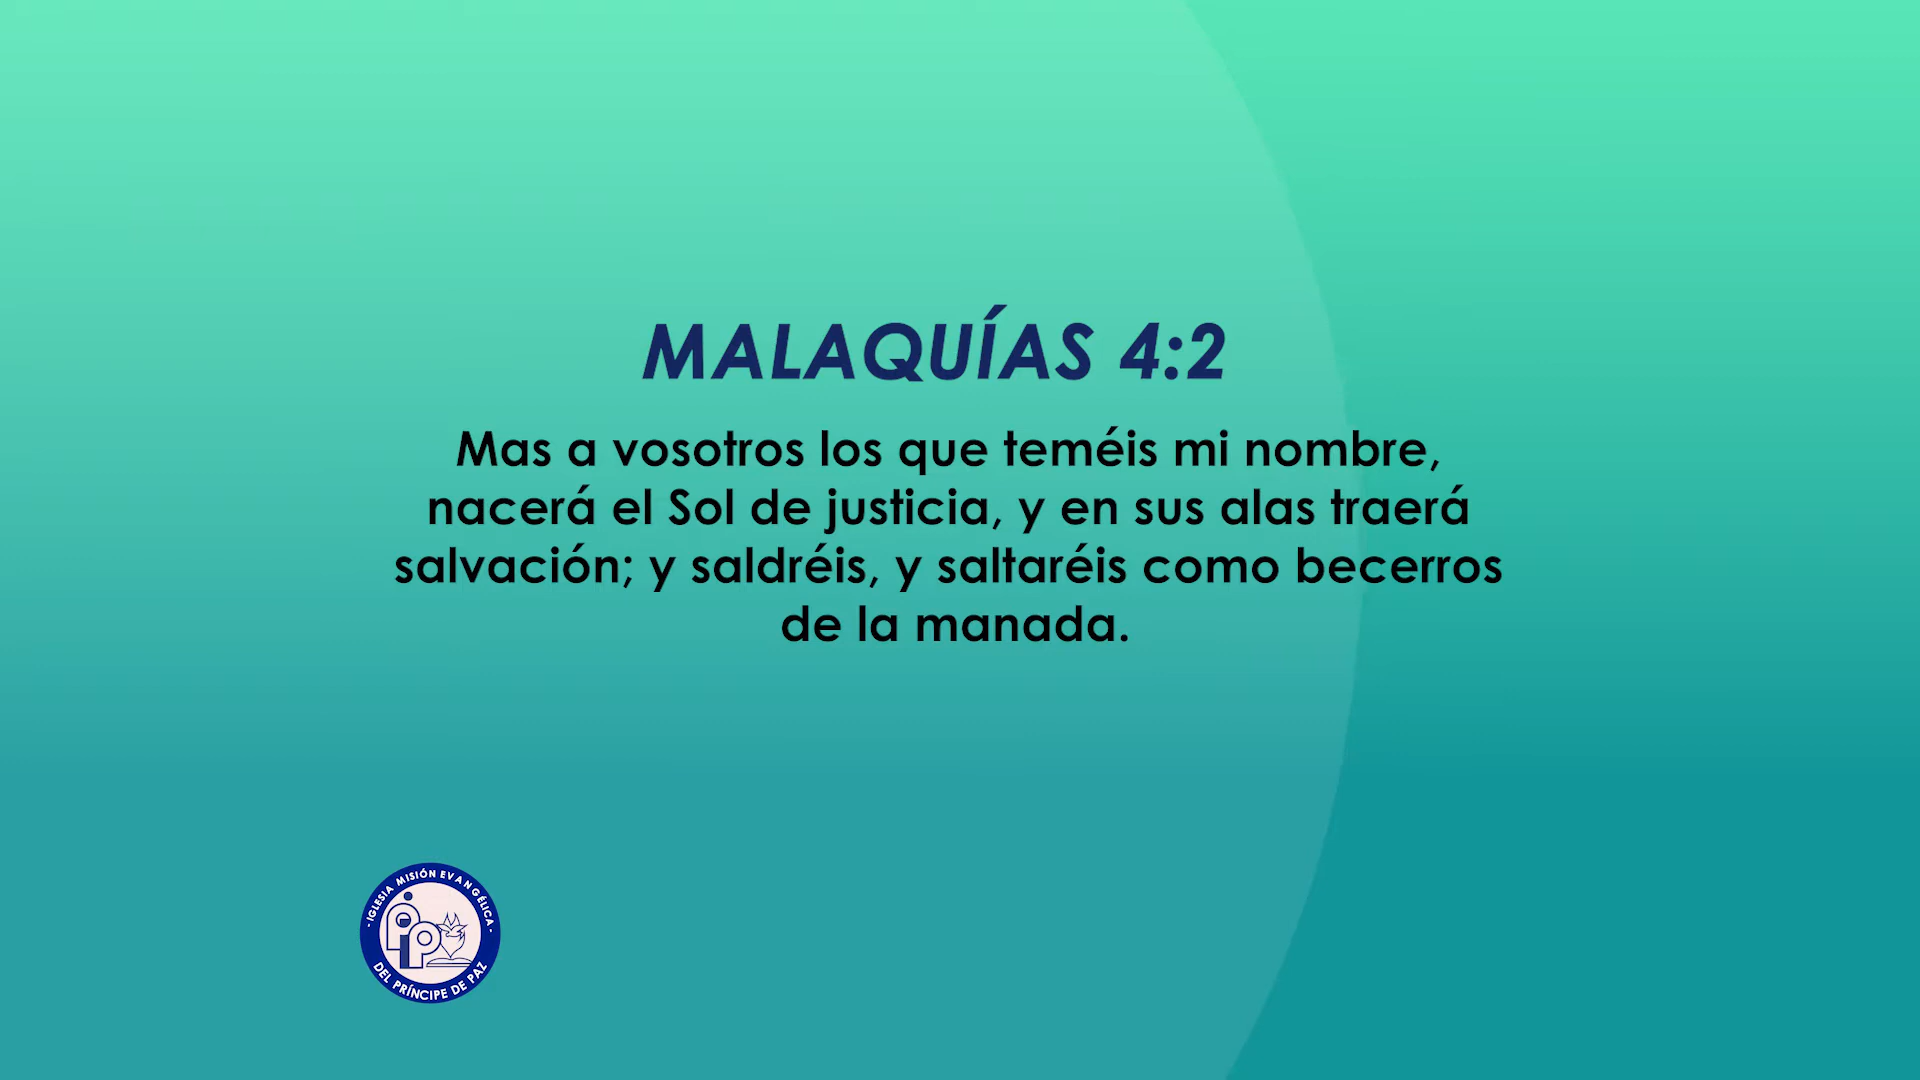 MALAQUÍAS 4:2
Mas a vosotros los que teméis mi nombre,
nacerá el Sol de justicia, y en sus alas traerá
salvación; y saldréis, y saltaréis como becerros
de la manada.
- IGLESIA MISIÓN EVANGÉLICA -
DEL PRÍNCIPE DE PAZ